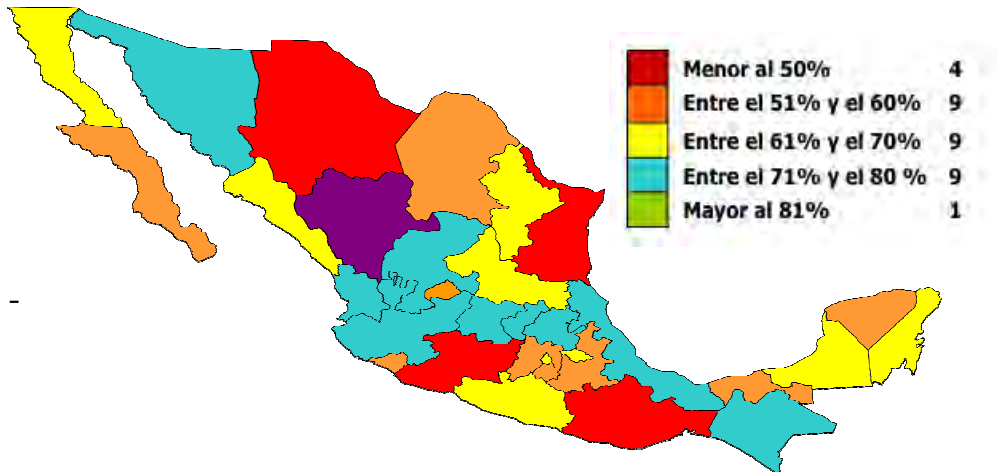 Menor al 50% 4
Entre el 51% y el 60% 9
Entre el 61% y el 70% 9
Entre el 71% y el 80 % 9
Mayor al 81% 1
-